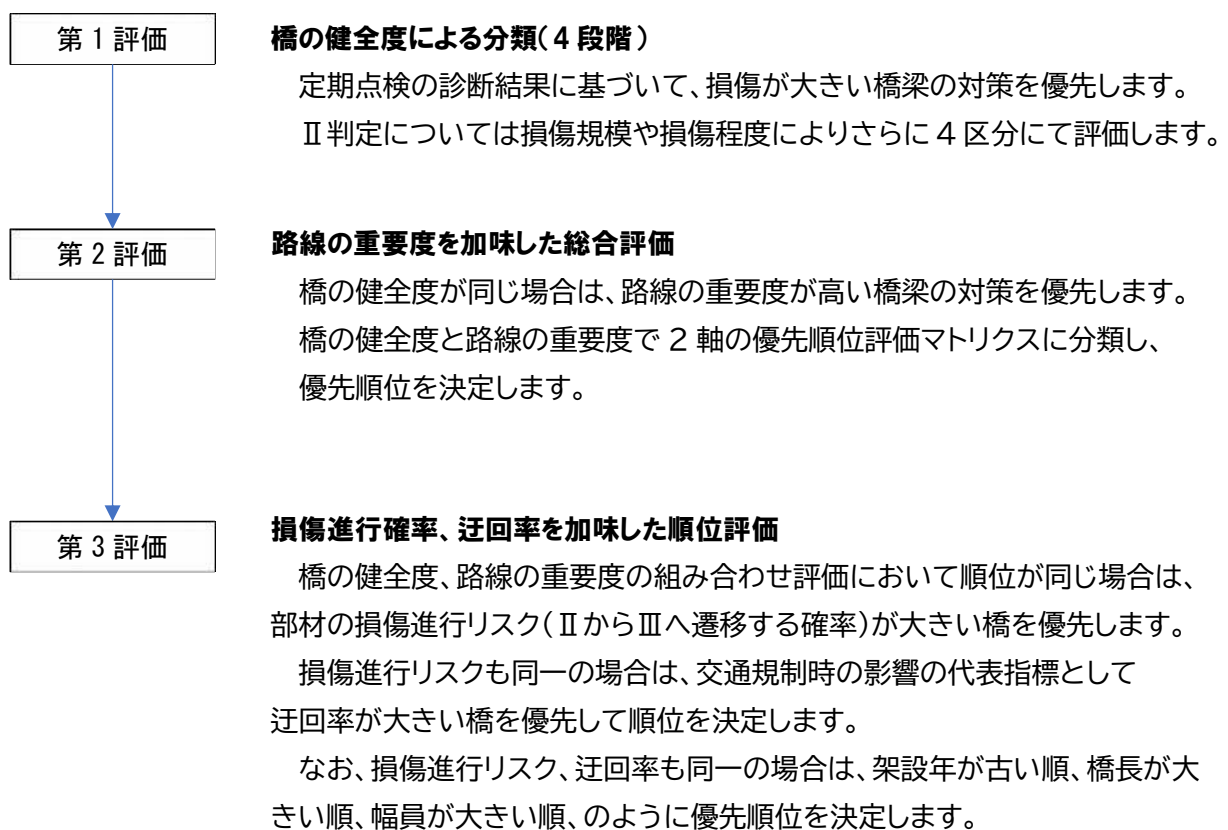 第1評価
橋の健全度による分類(4段階)
定期点検の診断結果に基づいて、損傷が大きい橋梁の対策を優先します。
Ⅱ判定については損傷規模や損傷程度によりさらに4区分にて評価します。
第2評価
路線の重要度を加味した総合評価
橋の健全度が同じ場合は、路線の重要度が高い橋梁の対策を優先します。
橋の健全度と路線の重要度で2軸の優先順位評価マトリクスに分類し、
優先順位を決定します。
第3評価
損傷進行確率、迂回率を加味した順位評価
橋の健全度、路線の重要度の組み合わせ評価において順位が同じ場合は、
部材の損傷進行リスク(ⅡからⅢへ遷移する確率)が大きい橋を優先します。
損傷進行リスクも同一の場合は、交通規制時の影響の代表指標として
迂回率が大きい橋を優先して順位を決定します。
なお、損傷進行リスク、迂回率も同一の場合は、架設年が古い順、橋長が大
きい順、幅員が大きい順、のように優先順位を決定します。